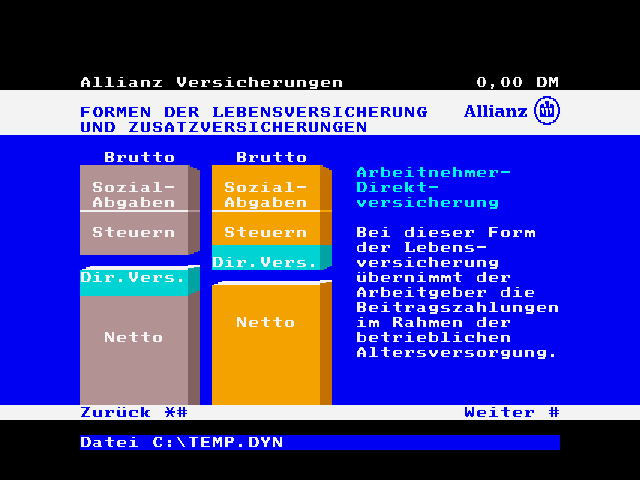 Allianz Versicherungen 0,00 DM
FORMEN DER LEBENSVERSICHERUNG Allianz
UND ZUSATZVERSICHERUNGEN
Brutto Brutto
Sozial- Sozial-
Abgaben Abgaben
Steuern Steuern
Dir.Vers.
Dir.Vers.
Netto
Netto
Arbeitnehmer-
Direkt-
versicherung
Bei dieser Form
der Lebens-
versicherung
übernimmt der
Arbeitgeber die
Beitragszahlungen
im Rahmen der
betrieblichen
Altersversorgung.
Zurück *# Weiter #
Datei C:\TEMP.DYN